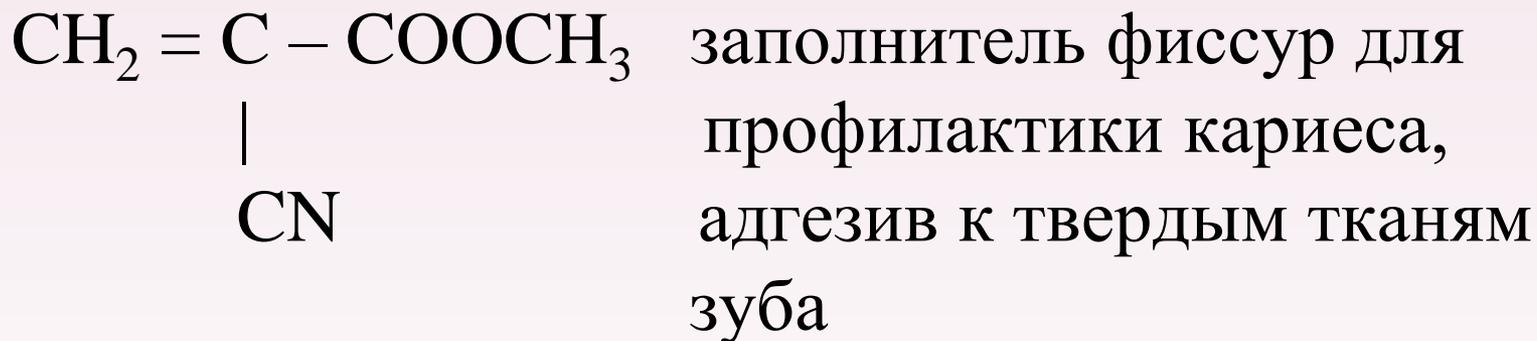 CH₂ = C – COOCH₃ заполнитель фиссур для
| профилактики кариеса,
CN адгезив к твердым тканям
зуба